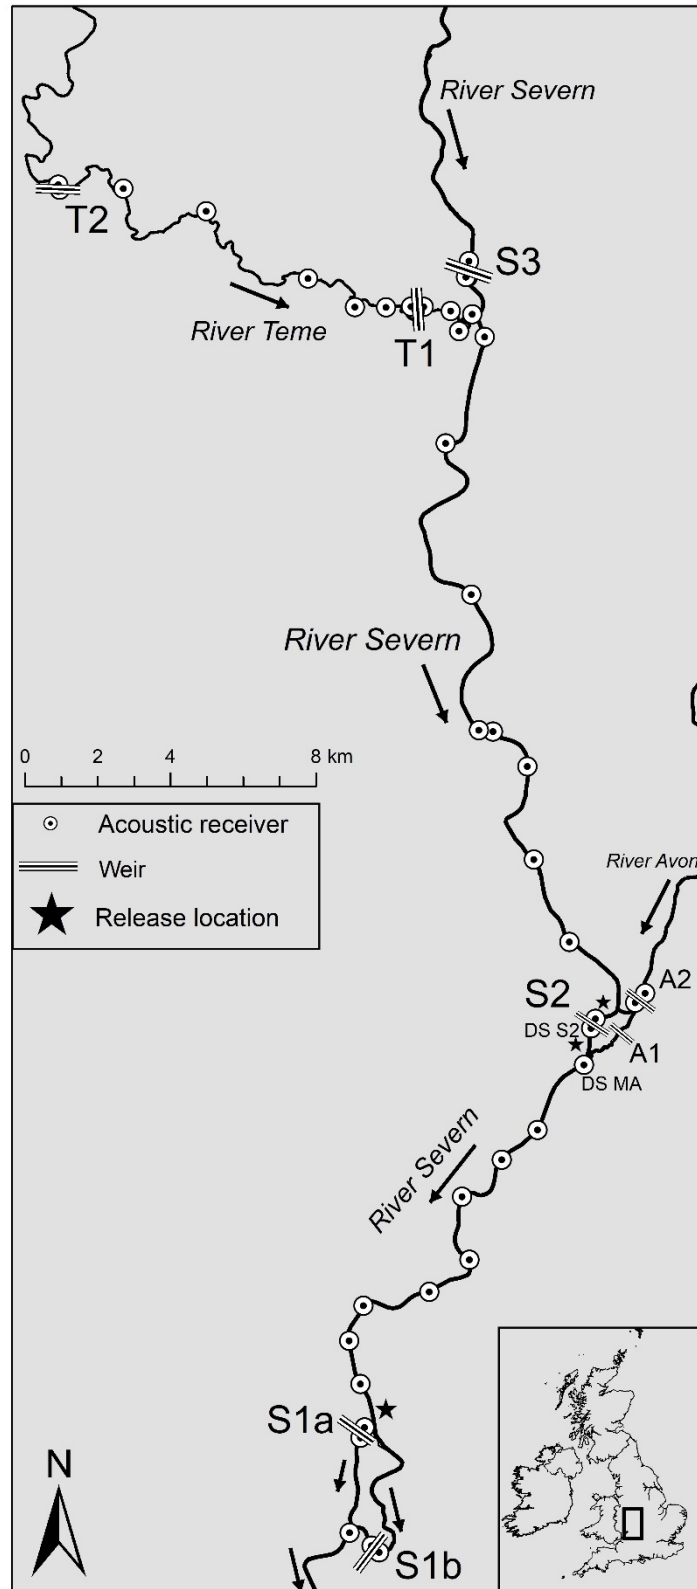 River Severn
T2
S3
River Teme
T1
River Severn
0 2 4 8 km
Acoustic receiver
Weir
Release location
River Avon
A2
S2
DS S2
A1
DS MA
River Severn
S1a
N
S1b